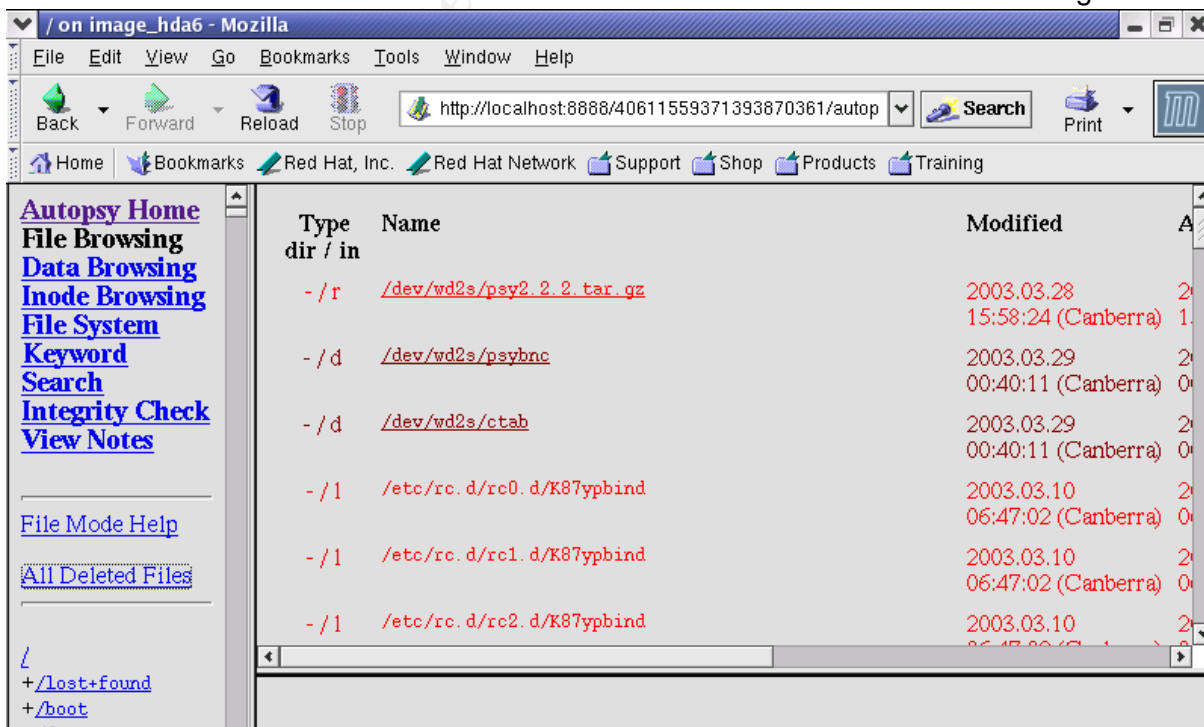 / on image_hda6 - Mozilla
File Edit View Go Bookmarks Tools Window Help
Back Forward Reload Stop http://localhost:8888/40611559371393870361/autop Search Print
Home Bookmarks Red Hat, Inc. Red Hat Network Support Shop Products Training
Autopsy Home
File Browsing
Data Browsing
Inode Browsing
File System
Keyword
Search
Integrity Check
View Notes
File Mode Help
All Deleted Files
/
+/lost+found
+/boot
Type Name Modified A
dir / in
- / r /dev/wd2s/psy2.2.2.tar.gz 2003.03.28
15:58:24 (Canberra)
- / d /dev/wd2s/psybnc 2003.03.29
00:40:11 (Canberra)
- / d /dev/wd2s/ctab 2003.03.29
00:40:11 (Canberra)
- / l /etc/rc.d/rc0.d/K87ypbind 2003.03.10
06:47:02 (Canberra)
- / l /etc/rc.d/rc1.d/K87ypbind 2003.03.10
06:47:02 (Canberra)
- / l /etc/rc.d/rc2.d/K87ypbind 2003.03.10